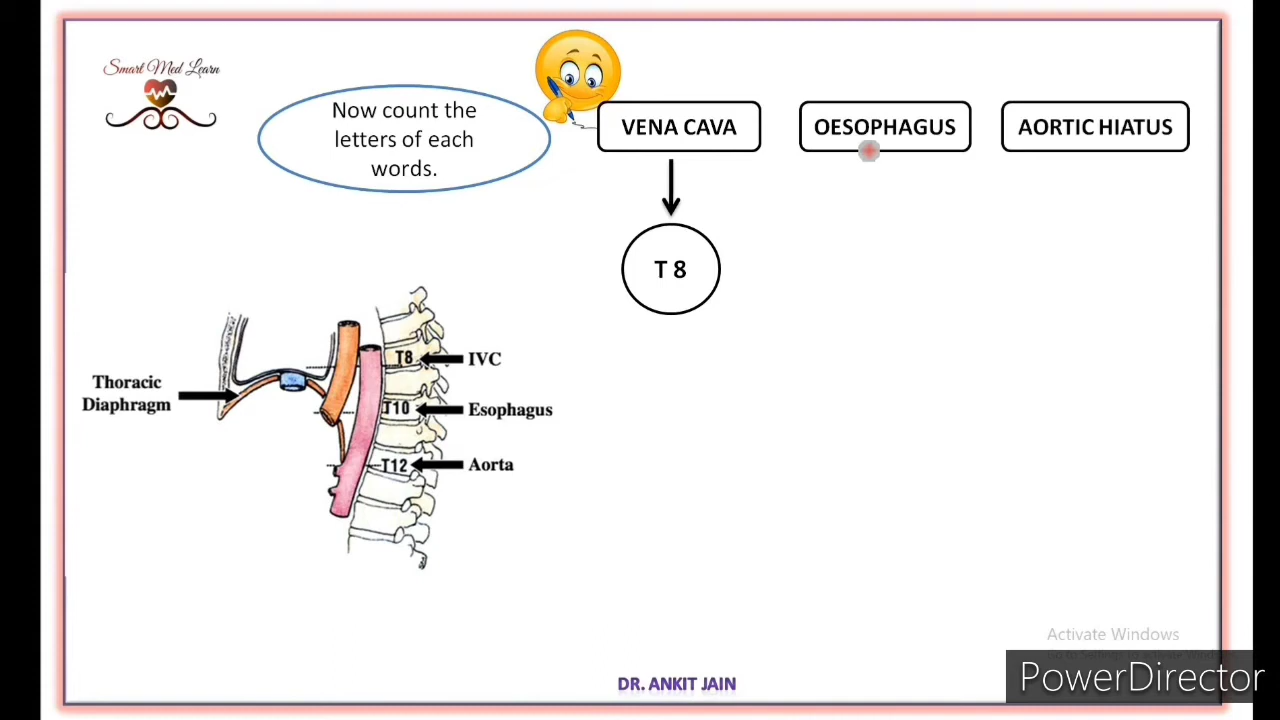 Smart Med Learn
Now count the
letters of each
words.
VENA CAVA
OESOPHAGUS
AORTIC HIATUS
T 8
Thoracic
Diaphragm
T8
IVC
T10
Esophagus
T12
Aorta
Activate Windows
DR. ANKIT JAIN
PowerDirector